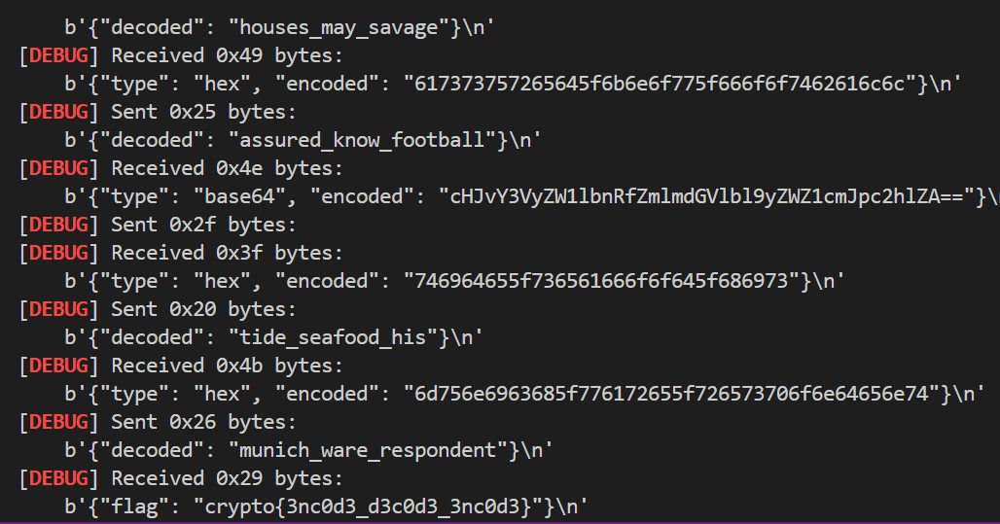 b'{"decoded": "houses_may_savage"}\n'
[DEBUG] Received 0x49 bytes:
b'{"type": "hex", "encoded": "617373757265645f6b6e6f775f666f6f7462616c6c"}\n'
[DEBUG] Sent 0x25 bytes:
b'{"decoded": "assured_know_football"}\n'
[DEBUG] Received 0x4e bytes:
b'{"type": "base64", "encoded": "cHJvY3VyZW1lbnRfZmlmdGVlbl9yZWZ1cmJpc2hlZA=="}\
[DEBUG] Sent 0x2f bytes:
[DEBUG] Received 0x3f bytes:
b'{"type": "hex", "encoded": "746964655f736561666f6f645f686973"}\n'
[DEBUG] Sent 0x20 bytes:
b'{"decoded": "tide_seafood_his"}\n'
[DEBUG] Received 0x4b bytes:
b'{"type": "hex", "encoded": "6d756e6963685f776172655f726573706f6e64656e74"}\n'
[DEBUG] Sent 0x26 bytes:
b'{"decoded": "munich_ware_respondent"}\n'
[DEBUG] Received 0x29 bytes:
b'{"flag": "crypto{3nc0d3_d3c0d3_3nc0d3}"}\n'